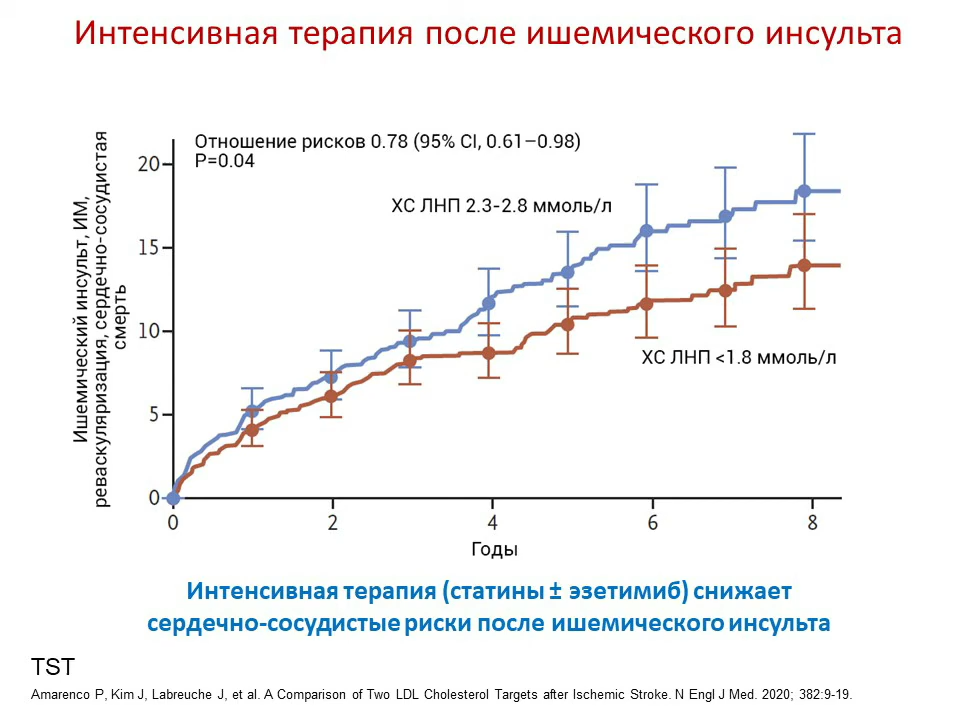 Интенсивная терапия после ишемического инсульта
Отношение рисков 0.78 (95% CI, 0.61–0.98)
P=0.04
ХС ЛНП 2.3-2.8 ммоль/л
ХС ЛНП <1.8 ммоль/л
Ишемический инсульт, ИМ,
реваскуляризация, сердечно-сосудистая
смерть
20
15
10
5
0
0 2 4 6 8
Годы
Интенсивная терапия (статины ± эзетимиб) снижает
сердечно-сосудистые риски после ишемического инсульта
TST
Amarenco P, Kim J, Labreuche J, et al. A Comparison of Two LDL Cholesterol Targets after Ischemic Stroke. N Engl J Med. 2020; 382:9-19.